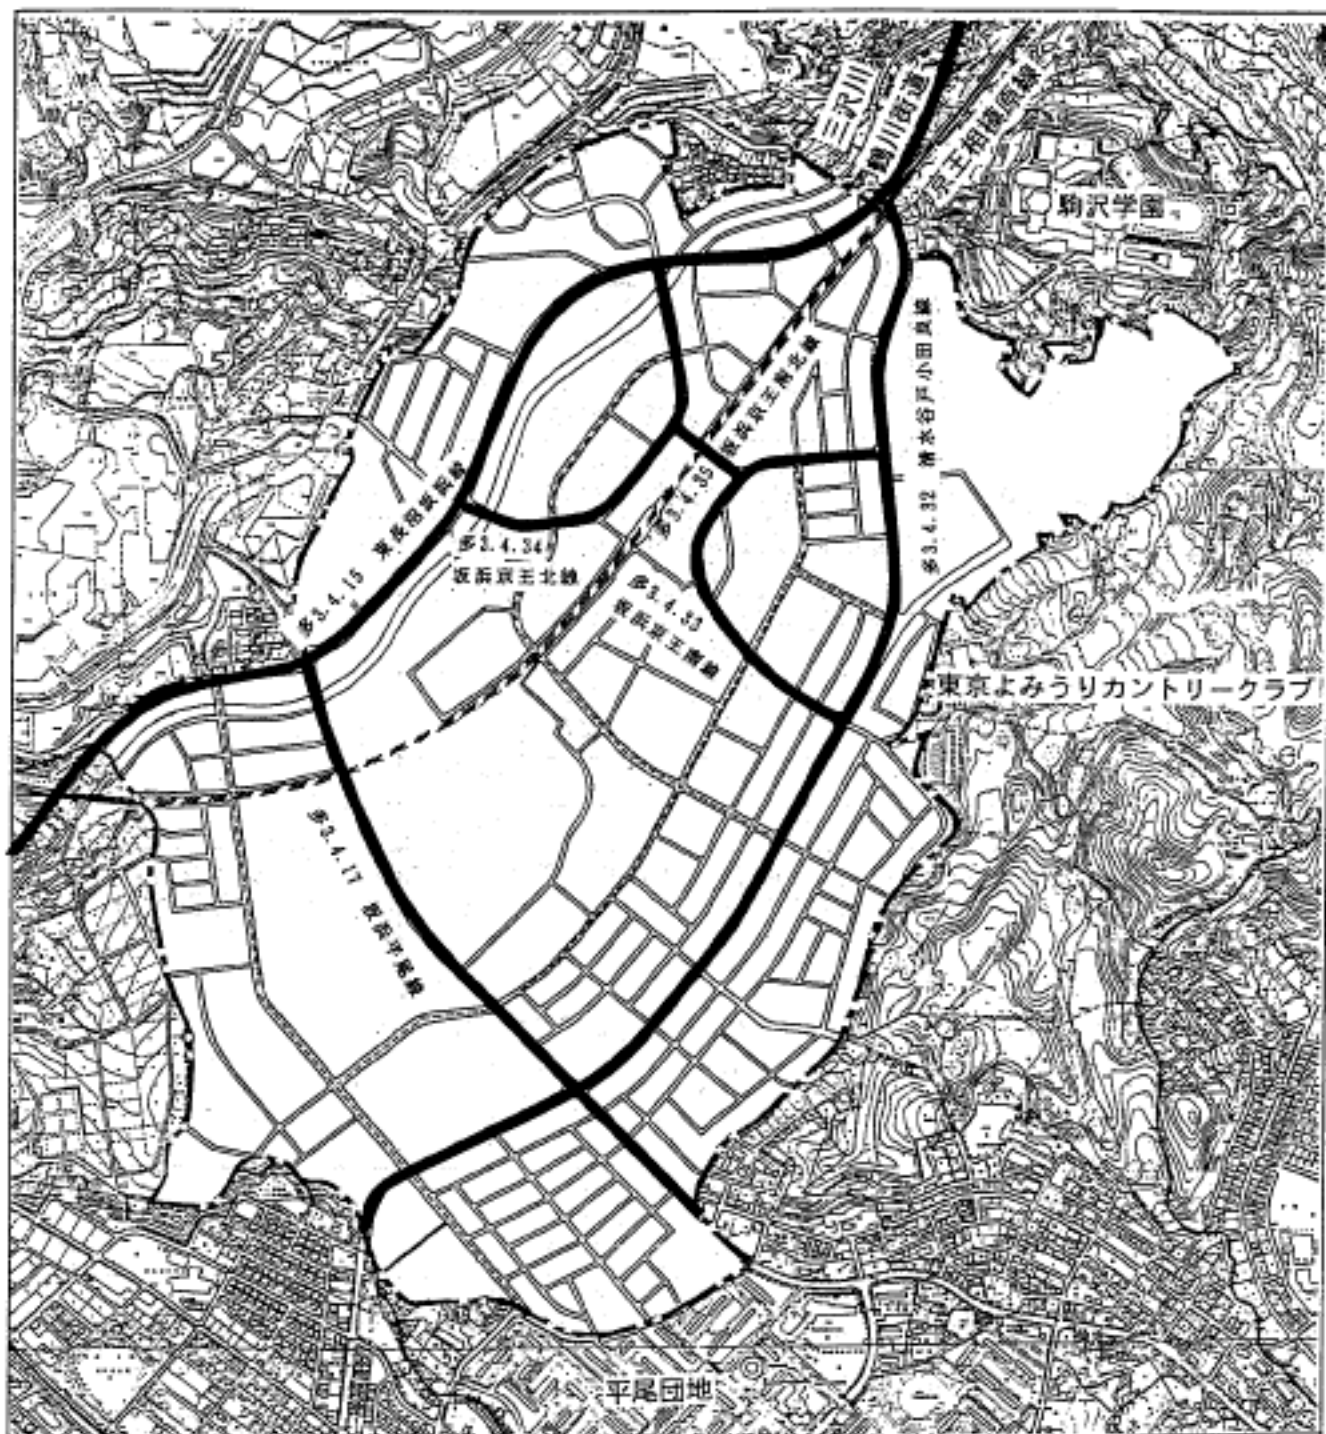 三沢川
鶴川街道
京王相模原線
駒沢学園
多3.4.32 清水谷戸小田良線
多3.4.35 坂浜京王南北線
多3.4.15 東長沼阪浜線
多3.4.34
坂浜京王北線
多3.4.33
坂浜京王南線
東京よみうりカントリークラブ
多3.4.17 坂浜平尾線
平尾団地